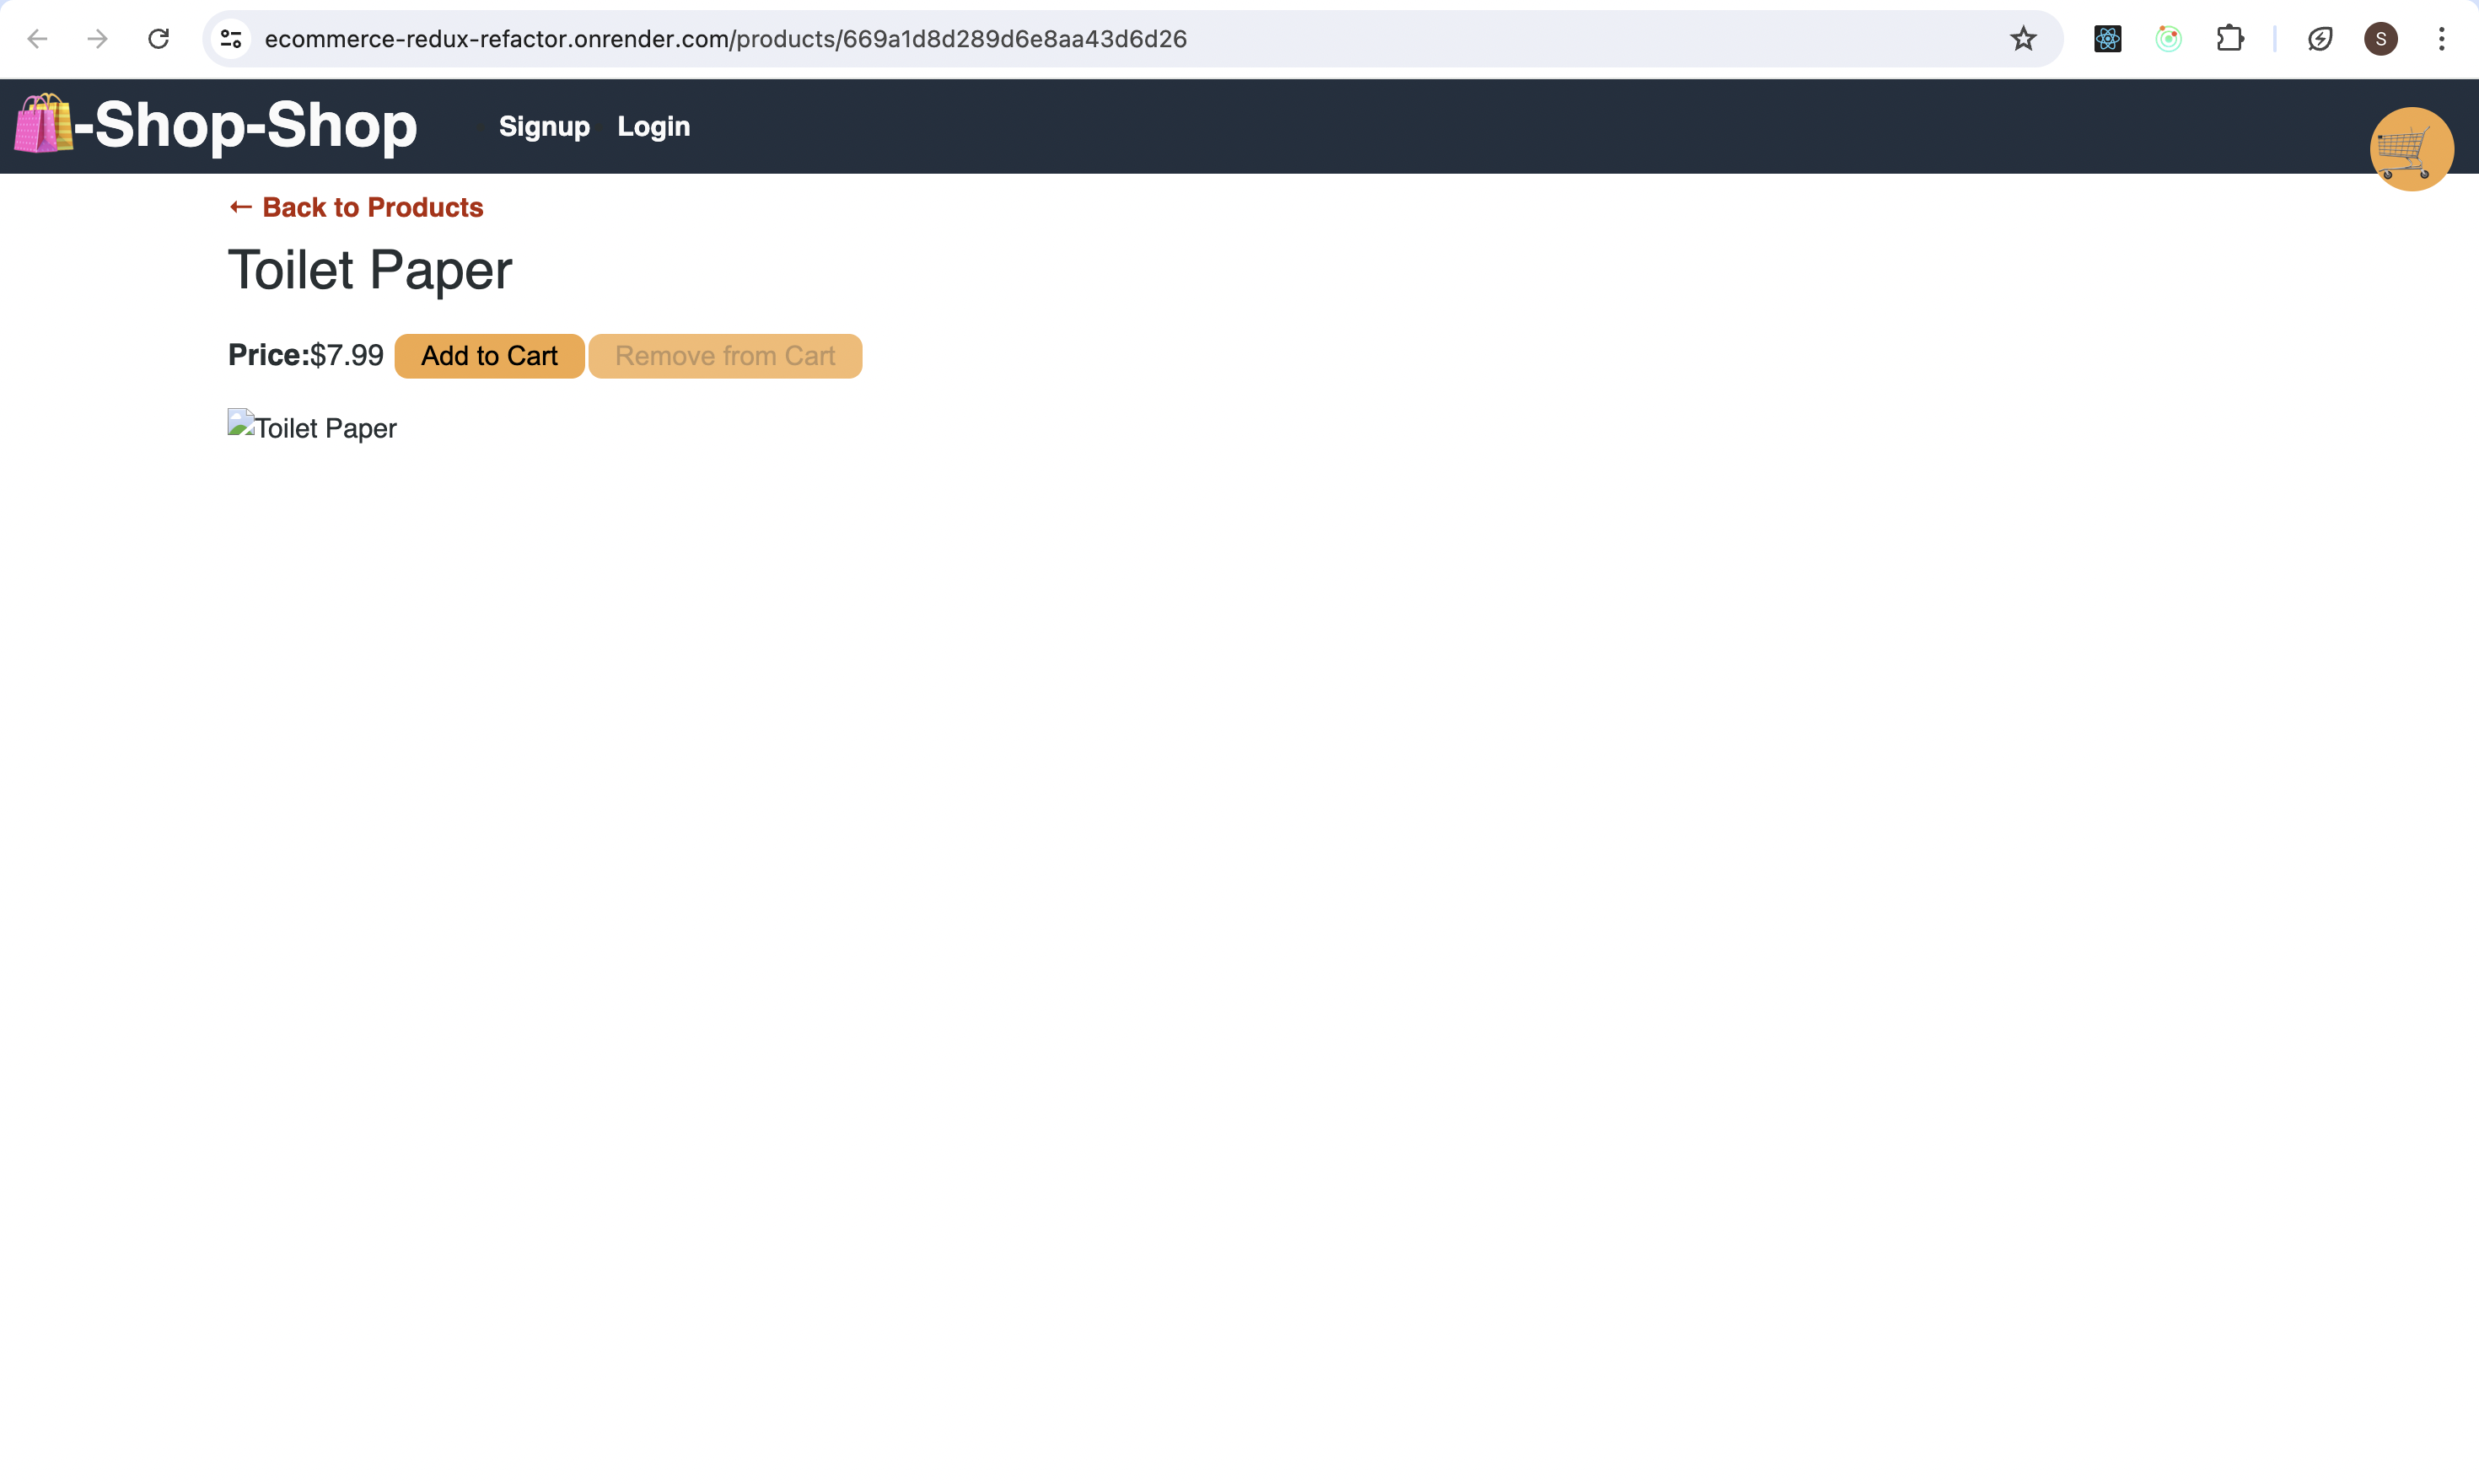 ecommerce-redux-refactor.onrender.com/products/669a1d8d289d6e8aa43d6d26
S
-Shop-Shop
Signup
Login
← Back to Products
Toilet Paper
Price:$7.99 Add to Cart Remove from Cart
Toilet Paper